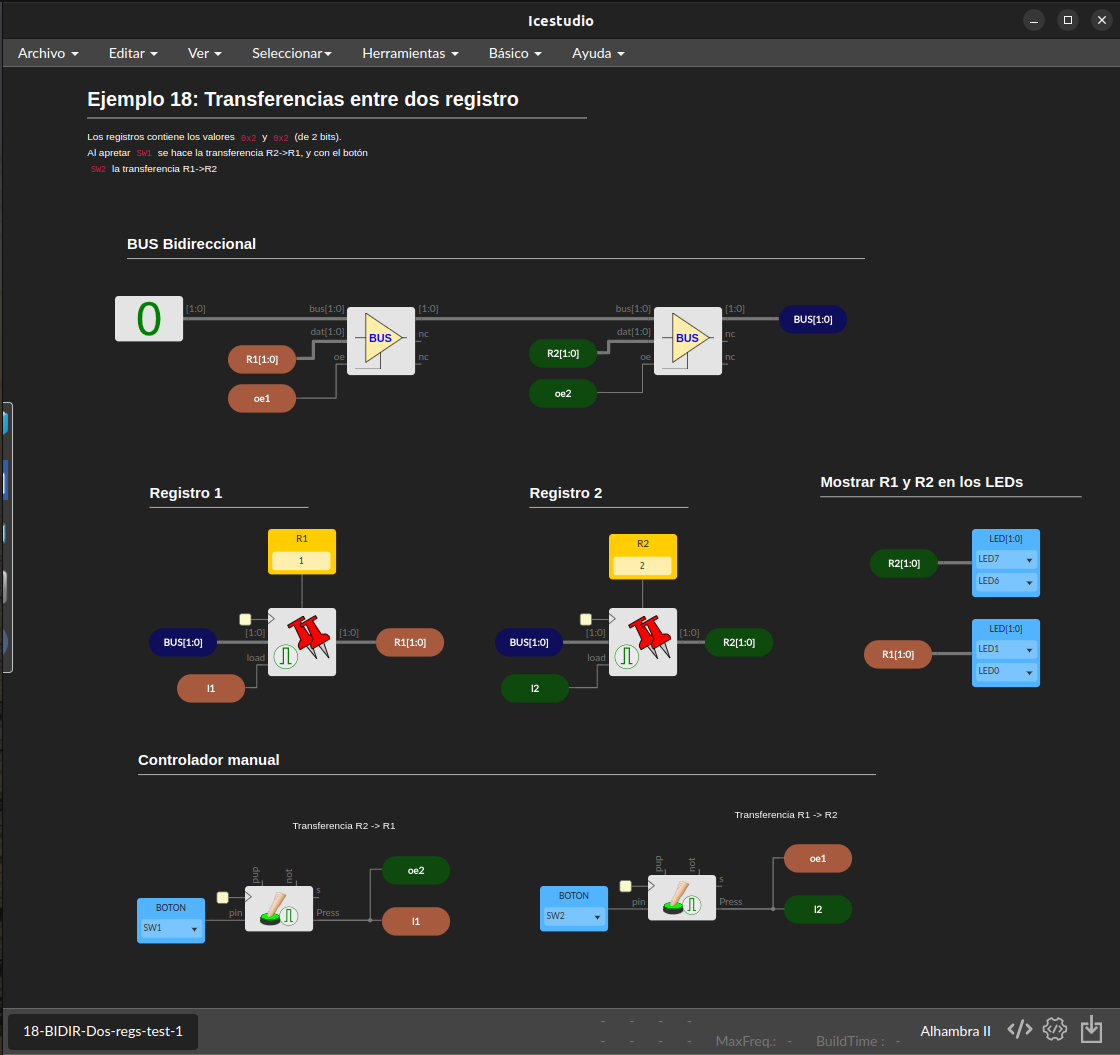 Icestudio
Archivo Editar Ver Seleccionar Herramientas Básico Ayuda
Ejemplo 18: Transferencias entre dos registro
Los registros contiene los valores 0x2 y 0x2 (de 2 bits).
Al apretar SW1 se hace la transferencia R2->R1, y con el botón
SW2 la transferencia R1->R2
BUS Bidireccional
0 [1:0] bus[1:0] [1:0] bus[1:0] [1:0] BUS[1:0]
dat[1:0] BUS nc dat[1:0] BUS nc
R1[1:0] oe nc R2[1:0] oe nc
oe1 oe2
Registro 1 Registro 2 Mostrar R1 y R2 en los LEDs
R1 R2 LED[1:0]
1 2 R2[1:0] LED7
LED6
BUS[1:0] [1:0] [1:0] R1[1:0] BUS[1:0] [1:0] [1:0] R2[1:0] LED[1:0]
load load R1[1:0] LED1
l1 l2 LED0
Controlador manual
Transferencia R2 -> R1 Transferencia R1 -> R2
pup not oe2 pup not oe1
BOTON pin s Press l1 BOTON pin s Press l2
SW1 SW2
18-BIDIR-Dos-regs-test-1 - - - -
- - - - MaxFreq.: - BuildTime : - Alhambra II